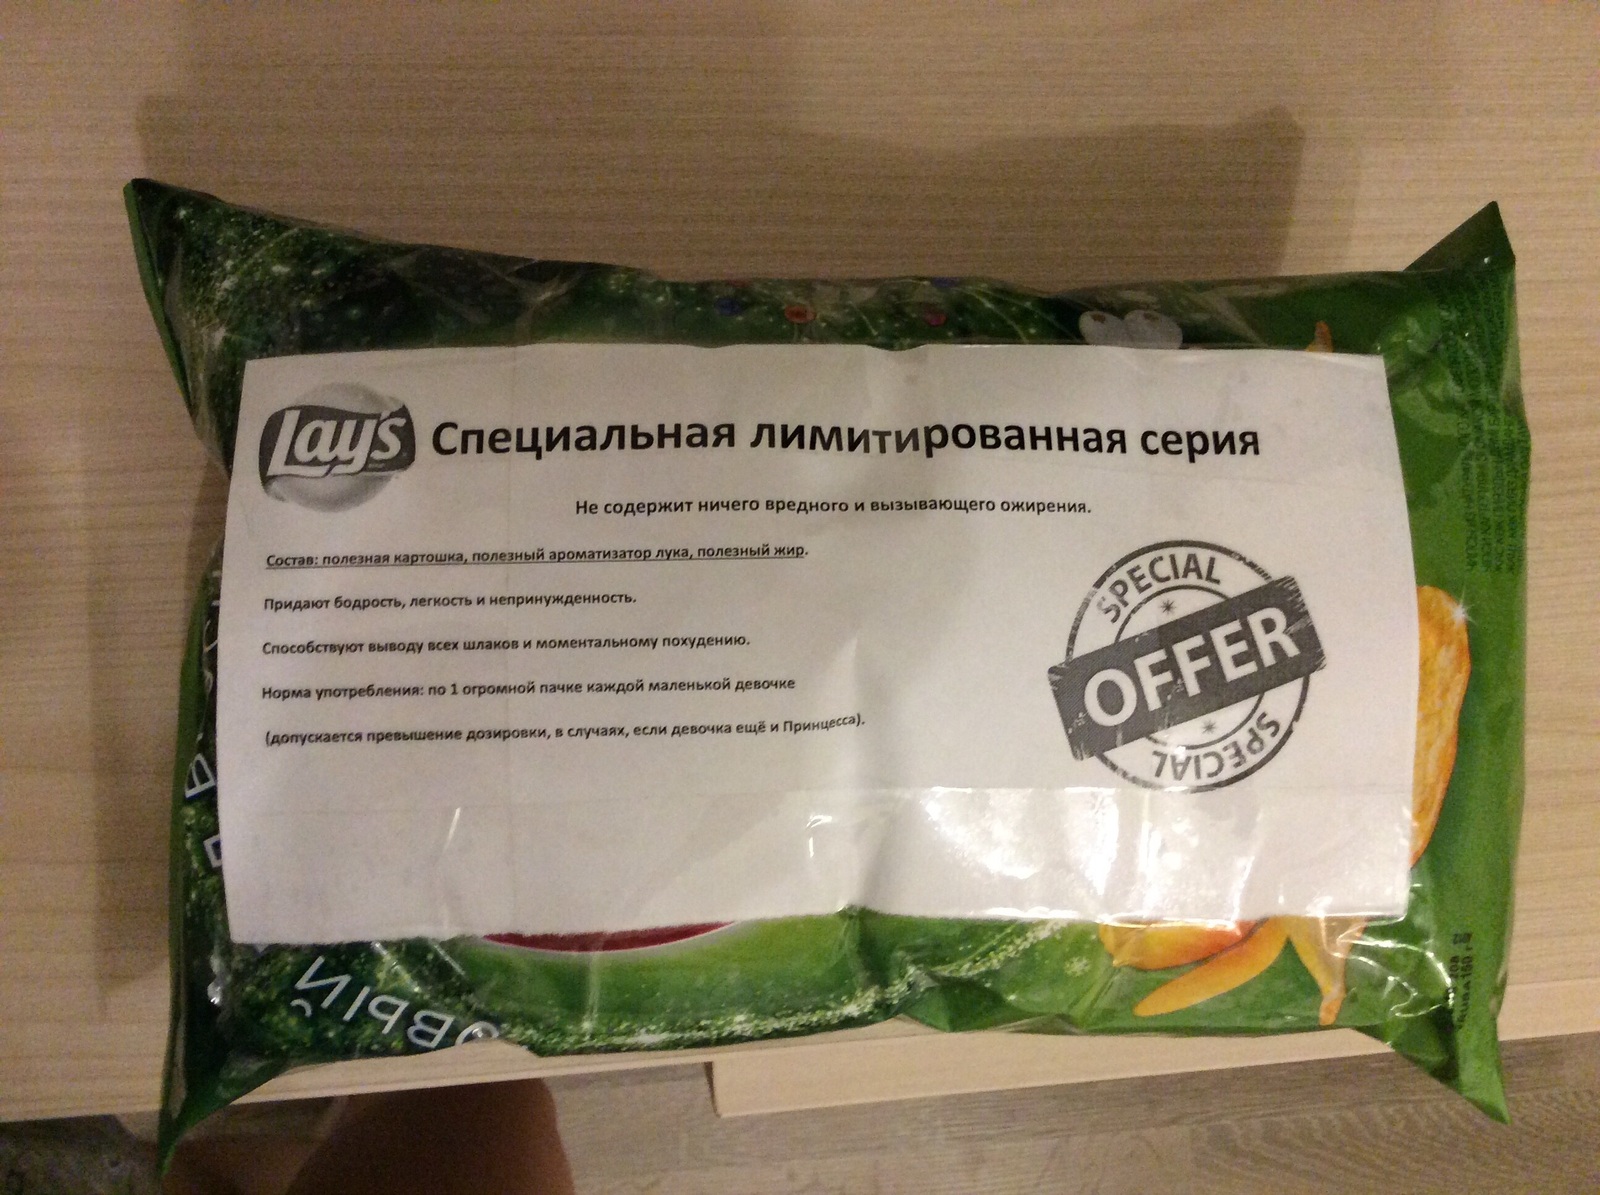 Lay's
Специальная лимитированная серия
Не содержит ничего вредного и вызывающего ожирения.
Состав: полезная картошка, полезный ароматизатор лука, полезный жир.
Придают бодрость, легкость и непринужденность.
Способствуют выводу всех шлаков и моментальному похудению.
Норма употребления: по 1 огромной пачке каждой маленькой девочке
(допускается превышение дозировки, в случаях, если девочка ещё и Принцесса).
SPECIAL
OFFER
SPECIAL